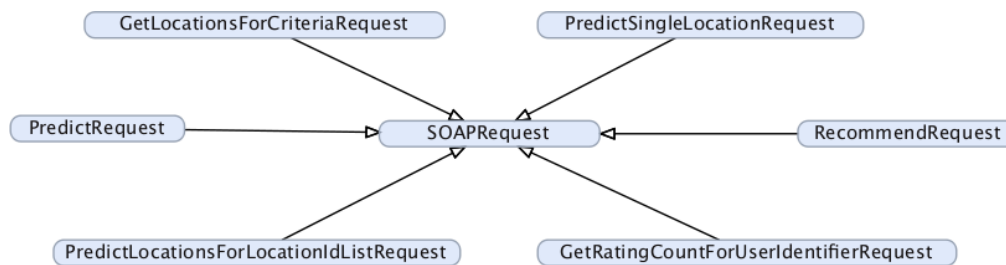 GetLocationsForCriteriaRequest
PredictSingleLocationRequest
PredictRequest
SOAPRequest
RecommendRequest
PredictLocationsForLocationIdListRequest
GetRatingCountForUserIdentifierRequest